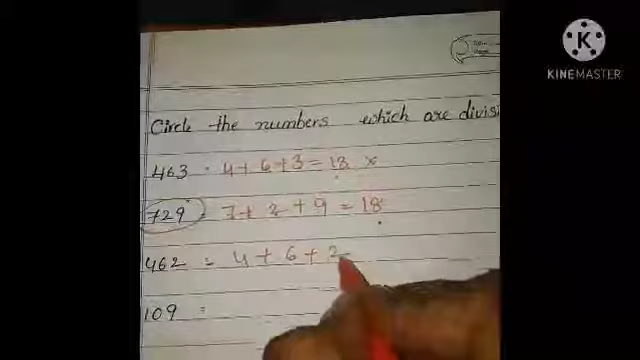 KINEMASTER
Circle the numbers which are divisi
463 . 4 + 6 + 3 = 13 ×
729 : 7 + 2 + 9 = 18
462 = 4 + 6 + 2
109 :